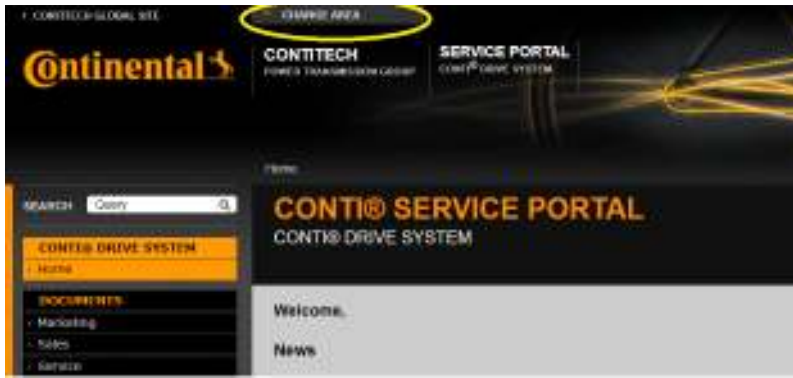 CONTITECH GLOBAL SITE
CHANGE AREA
Continental
CONTITECH
POWER TRANSMISSION GROUP
SERVICE PORTAL
CONTI® DRIVE SYSTEM
Home
SEARCH Query
CONTI® SERVICE PORTAL
CONTI® DRIVE SYSTEM
CONTI® DRIVE SYSTEM
Home
DOCUMENTS
Marketing
Sales
Service
Welcome,
News